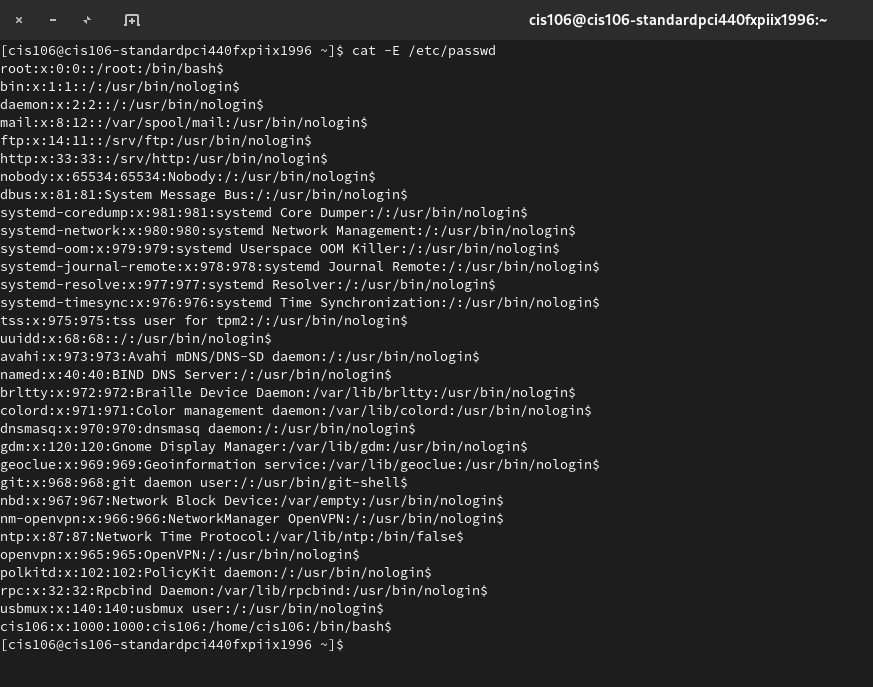 cis106@cis106-standardpci440fxpiix1996:~
[cis106@cis106-standardpci440fxpiix1996 ~]$ cat -E /etc/passwd
root:x:0:0::/root:/bin/bash$
bin:x:1:1::/:/usr/bin/nologin$
daemon:x:2:2::/:/usr/bin/nologin$
mail:x:8:12::/var/spool/mail:/usr/bin/nologin$
ftp:x:14:11::/srv/ftp:/usr/bin/nologin$
http:x:33:33::/srv/http:/usr/bin/nologin$
nobody:x:65534:65534:Nobody:/:/usr/bin/nologin$
dbus:x:81:81:System Message Bus:/:/usr/bin/nologin$
systemd-coredump:x:981:981:systemd Core Dumper:/:/usr/bin/nologin$
systemd-network:x:980:980:systemd Network Management:/:/usr/bin/nologin$
systemd-oom:x:979:979:systemd Userspace OOM Killer:/:/usr/bin/nologin$
systemd-journal-remote:x:978:978:systemd Journal Remote:/:/usr/bin/nologin$
systemd-resolve:x:977:977:systemd Resolver:/:/usr/bin/nologin$
systemd-timesync:x:976:976:systemd Time Synchronization:/:/usr/bin/nologin$
tss:x:975:975:tss user for tpm2:/:/usr/bin/nologin$
uuidd:x:68:68::/:/usr/bin/nologin$
avahi:x:973:973:Avahi mDNS/DNS-SD daemon:/:/usr/bin/nologin$
named:x:40:40:BIND DNS Server:/:/usr/bin/nologin$
brltty:x:972:972:Braille Device Daemon:/var/lib/brltty:/usr/bin/nologin$
colord:x:971:971:Color management daemon:/var/lib/colord:/usr/bin/nologin$
dnsmasq:x:970:970:dnsmasq daemon:/:/usr/bin/nologin$
gdm:x:120:120:Gnome Display Manager:/var/lib/gdm:/usr/bin/nologin$
geoclue:x:969:969:Geoinformation service:/var/lib/geoclue:/usr/bin/nologin$
git:x:968:968:git daemon user:/:/usr/bin/git-shell$
nbd:x:967:967:Network Block Device:/var/empty:/usr/bin/nologin$
nm-openvpn:x:966:966:NetworkManager OpenVPN:/:/usr/bin/nologin$
ntp:x:87:87:Network Time Protocol:/var/lib/ntp:/bin/false$
openvpn:x:965:965:OpenVPN:/:/usr/bin/nologin$
polkitd:x:102:102:PolicyKit daemon:/:/usr/bin/nologin$
rpc:x:32:32:Rpcbind Daemon:/var/lib/rpcbind:/usr/bin/nologin$
usbmux:x:140:140:usbmux user:/:/usr/bin/nologin$
cis106:x:1000:1000:cis106:/home/cis106:/bin/bash$
[cis106@cis106-standardpci440fxpiix1996 ~]$